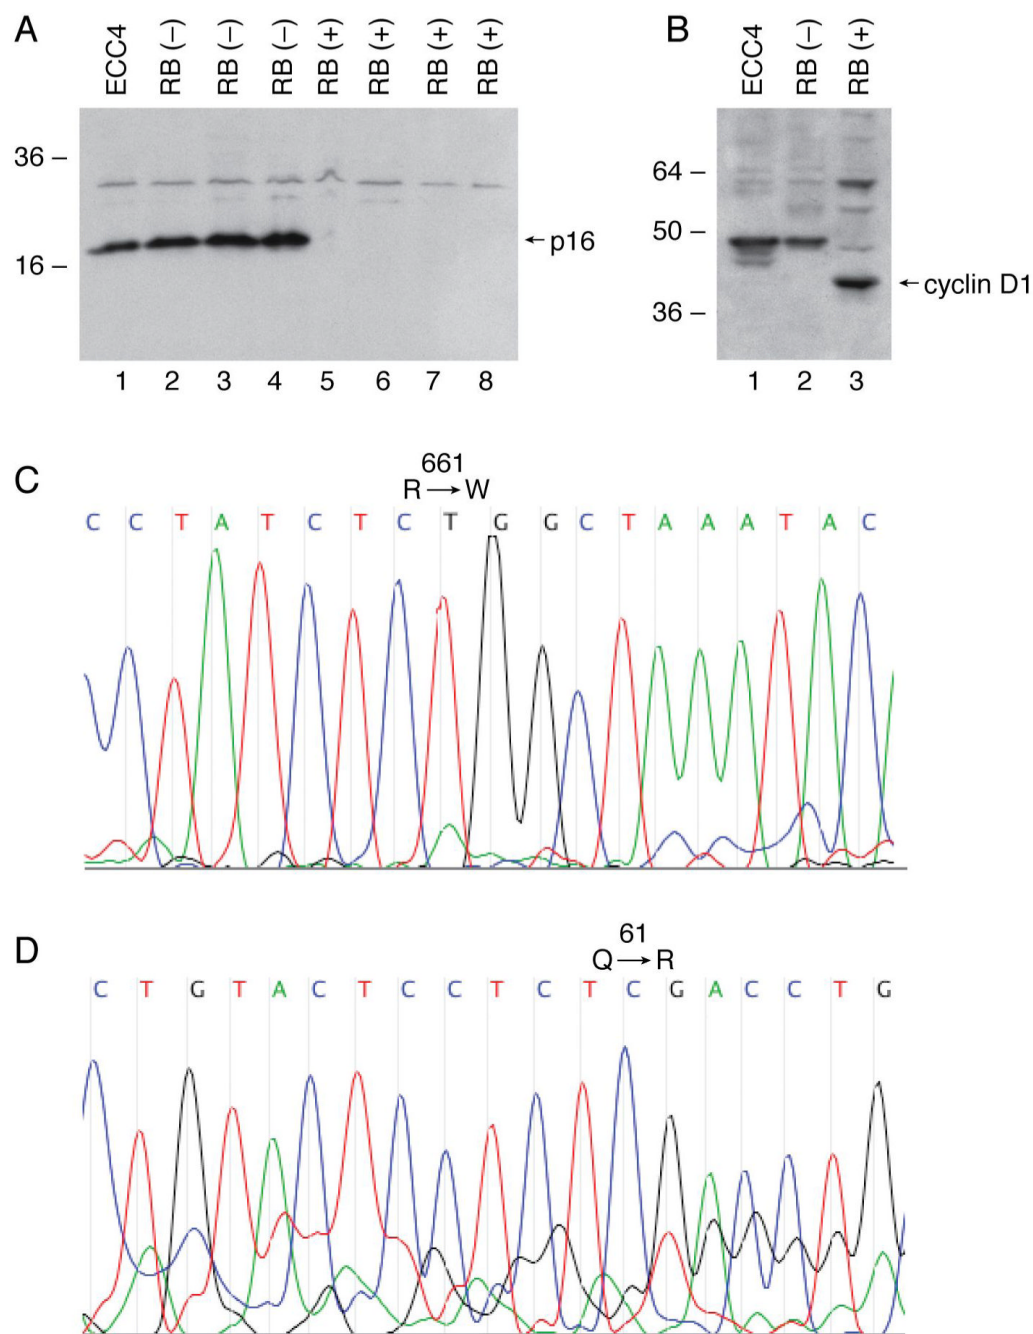 A
ECC4 RB (–) RB (–) RB (–) RB (+) RB (+) RB (+) RB (+)
36 –
16 –
←p16
1 2 3 4 5 6 7 8
B
ECC4 RB (–) RB (+)
64 –
50 –
36 –
←cyclin D1
1 2 3
C
661
R→W
C C T A T C T C T G G C T A A A T A C
D
61
Q→R
C T G T A C T C C T C T C G A C C T G